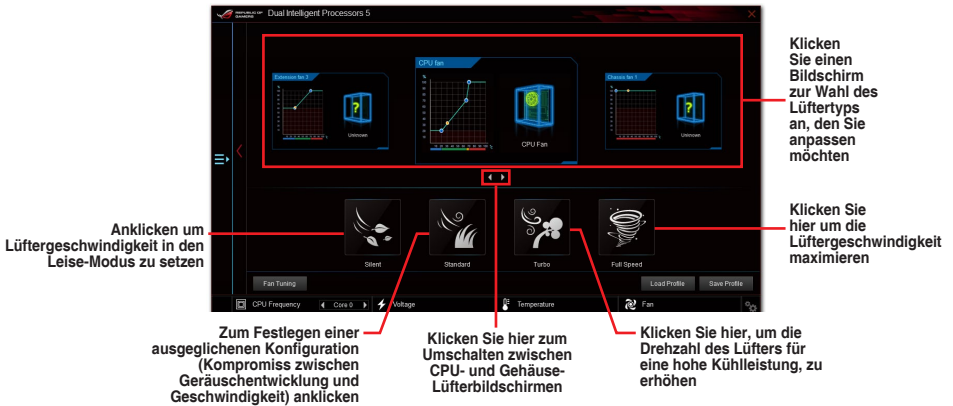 REPUBLIC OF
GAMERS
Dual Intelligent Processors 5
Extension fan 3
Unknown
CPU fan
%
°C
CPU Fan
Chassis fan 1
Unknown
Klicken
Sie einen
Bildschirm
zur Wahl des
Lüftertyps
an, den Sie
anpassen
möchten
Anklicken um
Lüftergeschwindigkeit in den
Leise-Modus zu setzen
Silent
Standard
Turbo
Full Speed
Klicken Sie
hier um die
Lüftergeschwindigkeit
maximieren
Fan Tuning
Load Profile
Save Profile
CPU Frequency
Core 0
Voltage
Temperature
Fan
Zum Festlegen einer
ausgeglichenen Konfiguration
(Kompromiss zwischen
Geräuschentwicklung und
Geschwindigkeit) anklicken
Klicken Sie hier zum
Umschalten zwischen
CPU- und Gehäuse-
Lüfterbildschirmen
Klicken Sie hier, um die
Drehzahl des Lüfters für
eine hohe Kühlleistung, zu
erhöhen